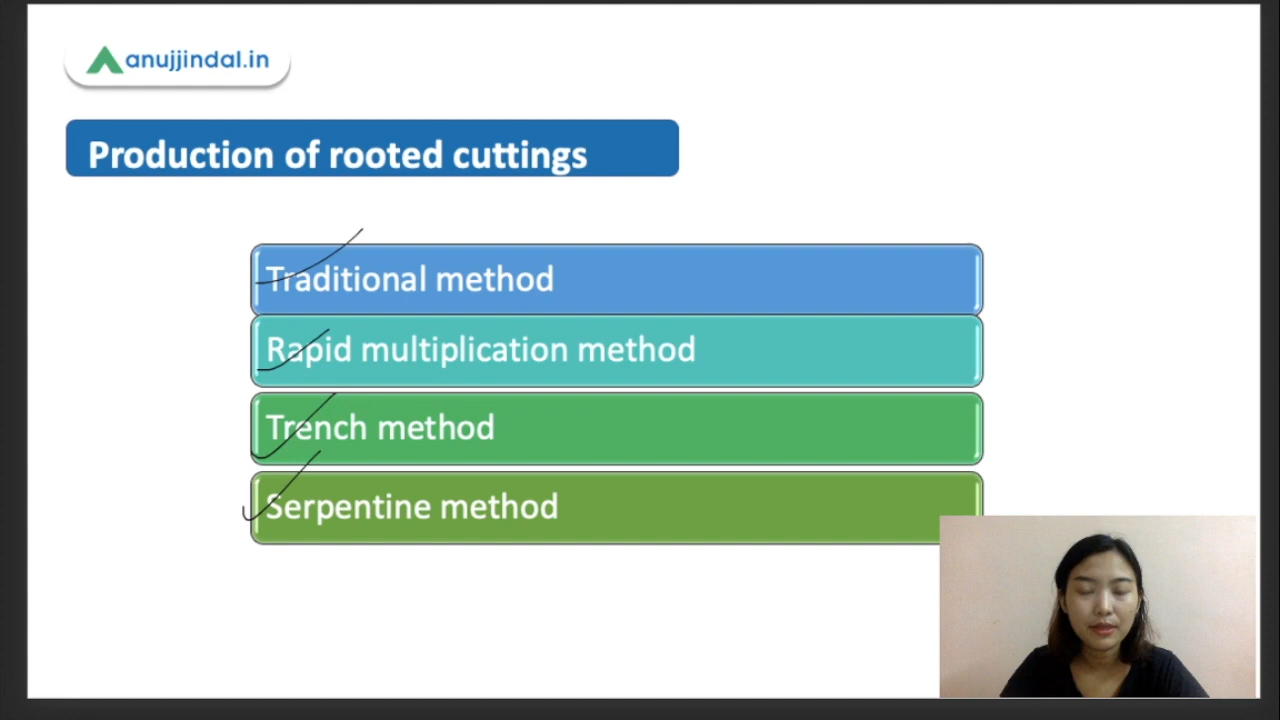 anujjindal.in
Production of rooted cuttings
Traditional method
Rapid multiplication method
Trench method
Serpentine method